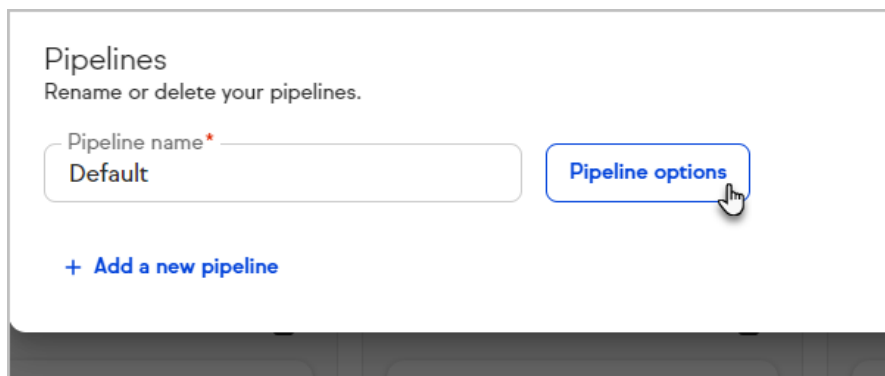 Pipelines
Rename or delete your pipelines.
Pipeline name*
Default
Pipeline options
+ Add a new pipeline